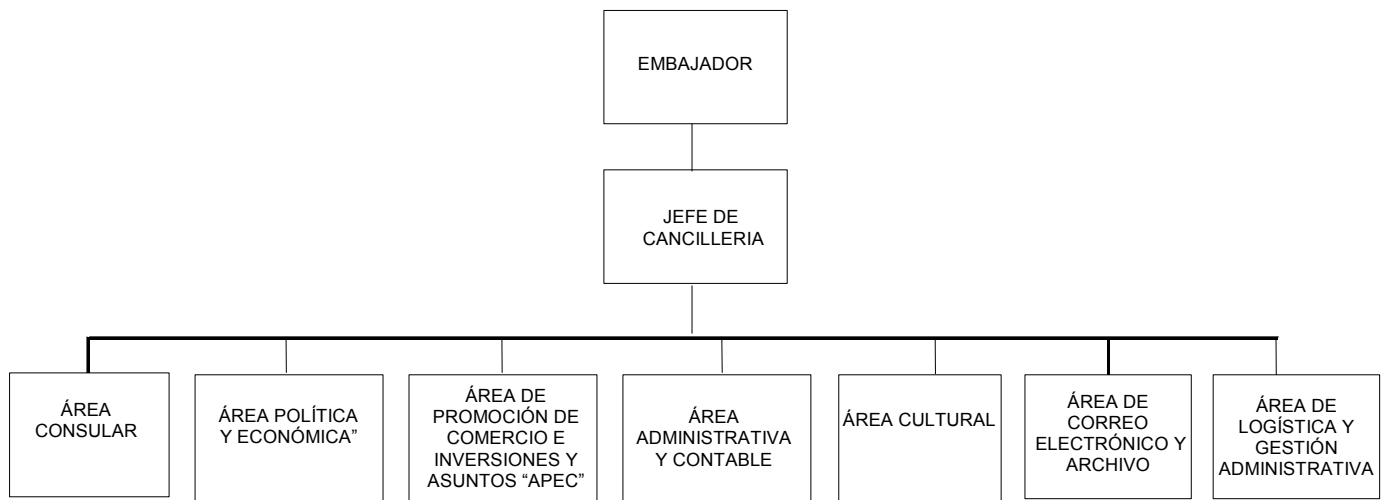 EMBAJADOR
JEFE DE
CANCILLERIA
ÁREA
CONSULAR
ÁREA POLÍTICA
Y ECONÓMICA”
ÁREA DE
PROMOCIÓN DE
COMERCIO E
INVERSIONES Y
ASUNTOS “APEC”
ÁREA
ADMINISTRATIVA
Y CONTABLE
ÁREA CULTURAL
ÁREA DE
CORREO
ELECTRÓNICO Y
ARCHIVO
ÁREA DE
LOGÍSTICA Y
GESTIÓN
ADMINISTRATIVA